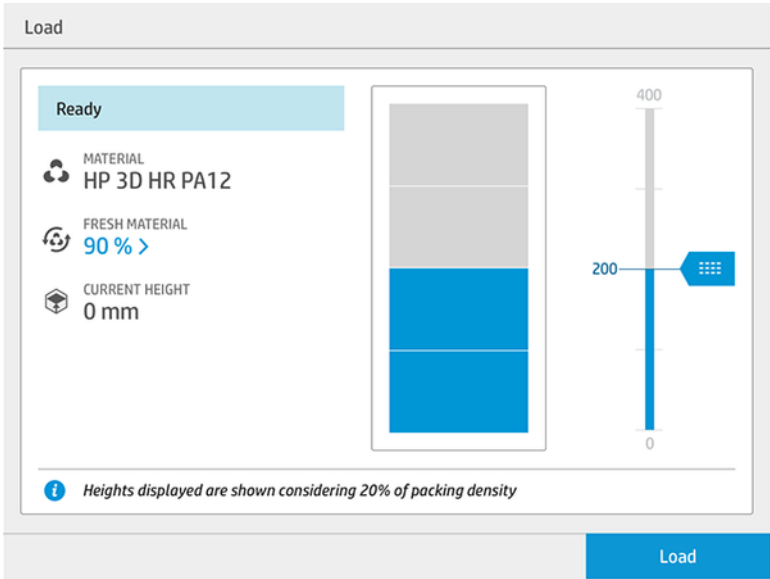 Load
Ready
MATERIAL
HP 3D HR PA12
FRESH MATERIAL
90 % >
CURRENT HEIGHT
0 mm
400
200
0
Heights displayed are shown considering 20% of packing density
Load